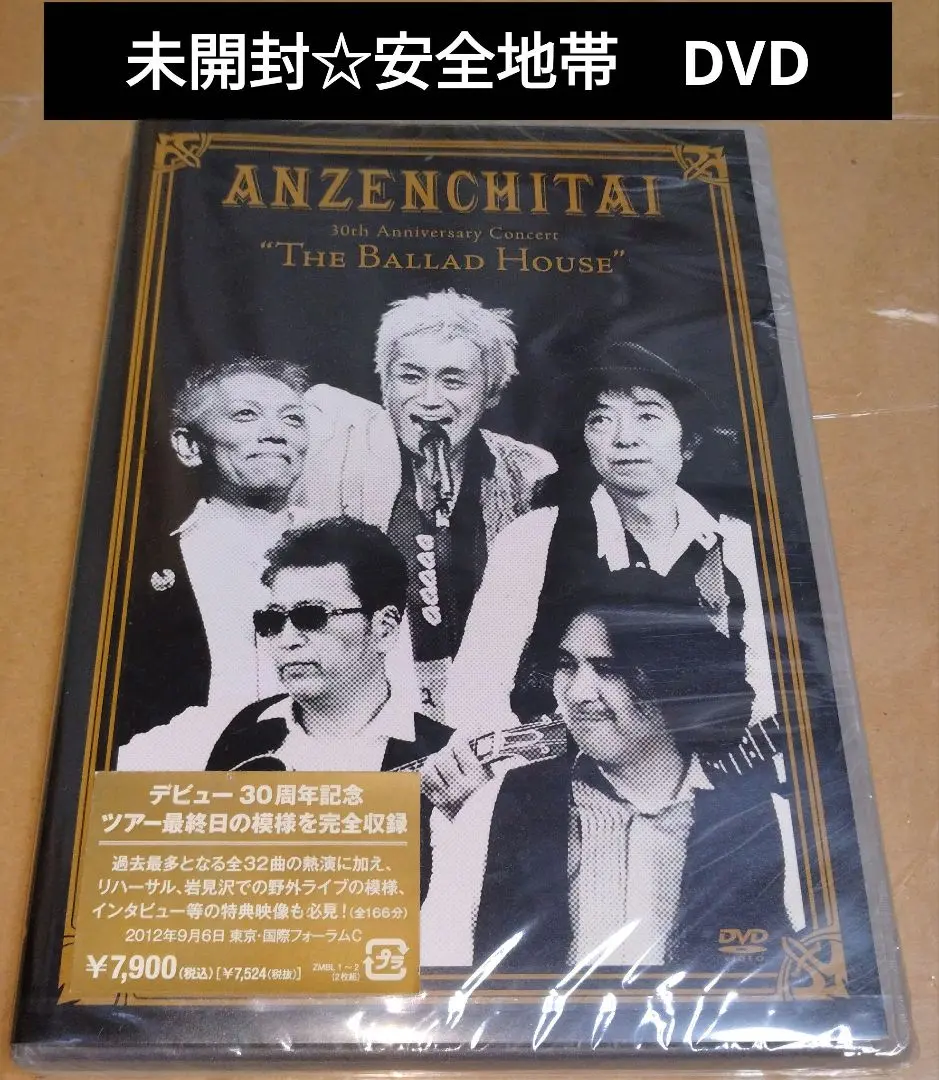 未開封☆安全地帯　DVD
ANZENCHITAI
30th Anniversary Concert
"THE BALLAD HOUSE"
デビュー 30周年記念
ツアー最終日の模様を完全収録
過去最多となる全32曲の熱演に加え、
リハーサル、岩見沢での野外ライブの模様、
インタビュー等の特典映像も必見!(全166分)
2012年9月6日 東京・国際フォーラムC
¥7,900(税込)[¥7,524(税抜)]
ZMBL 1~2
(2枚組)
プラ
DVD
VIDEO